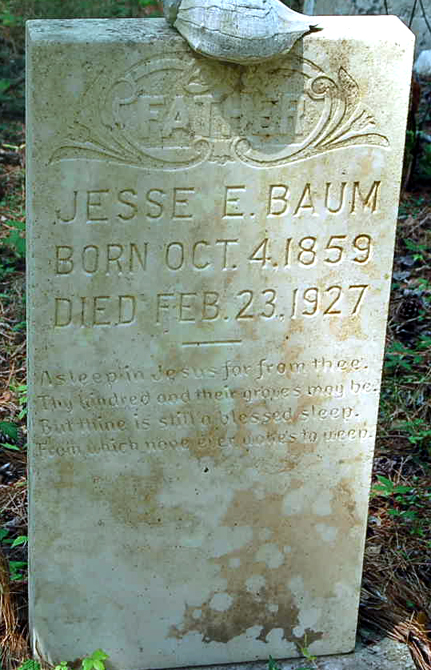 FATHER
JESSE E. BAUM
BORN OCT. 4. 1859
DIED FEB. 23. 1927
Asleep in Jesus far from thee.
Thy kindred and their graves may be.
But thine is still a blessed sleep.
From which none ever wakes to weep.